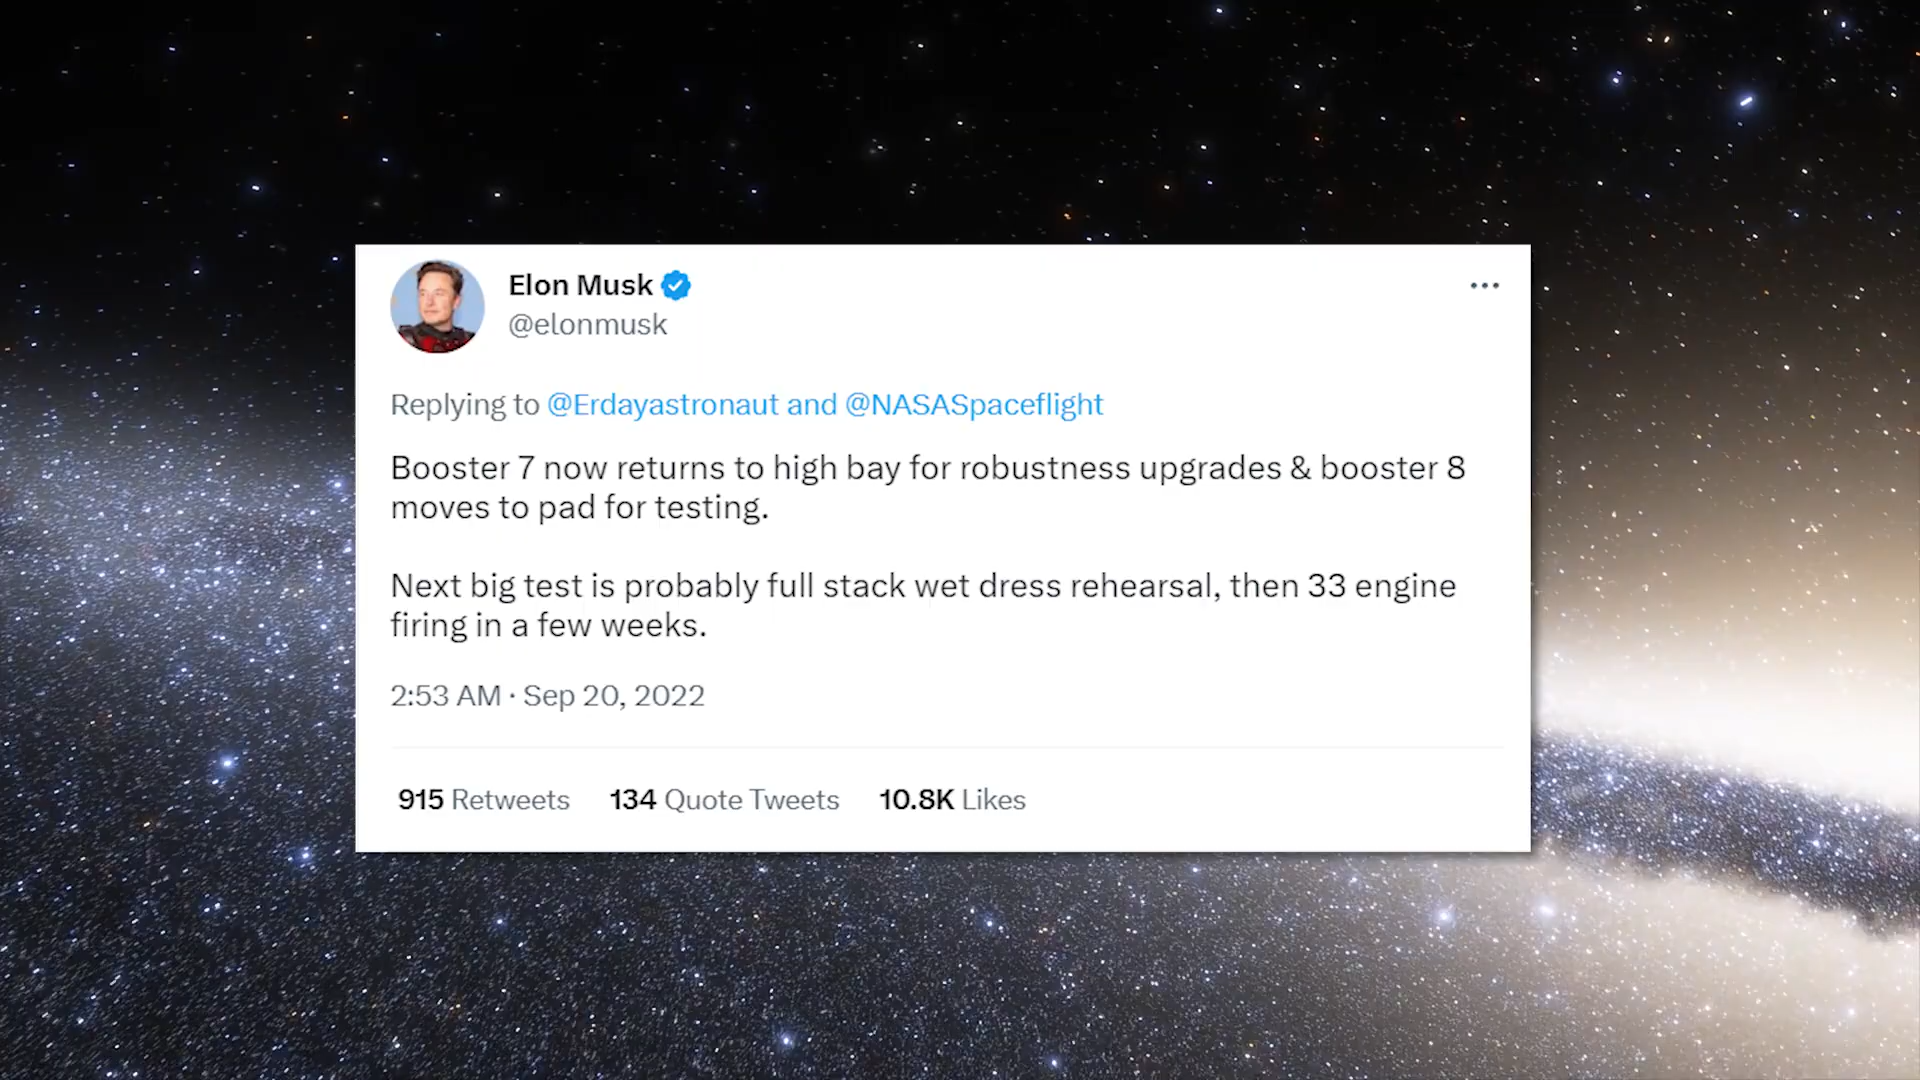 Elon Musk
@elonmusk
Replying to @Erdayastronaut and @NASASpaceflight
Booster 7 now returns to high bay for robustness upgrades & booster 8
moves to pad for testing.
Next big test is probably full stack wet dress rehearsal, then 33 engine
firing in a few weeks.
2:53 AM · Sep 20, 2022
915 Retweets 134 Quote Tweets 10.8K Likes